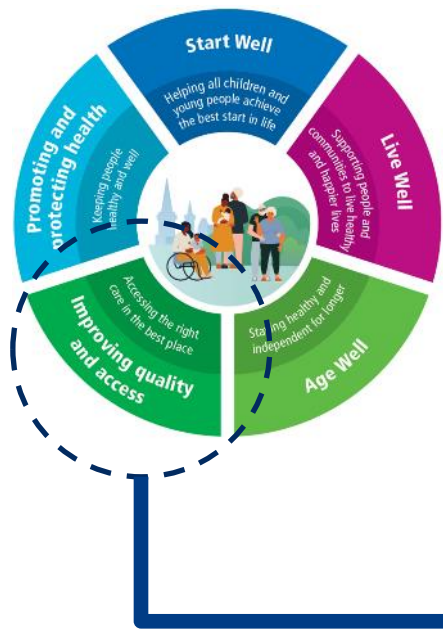 Start Well
Helping all children and
young people achieve
the best start in life
Live Well
Supporting people and
communities to live healthy
and happier lives
Age Well
Staying healthy and
independent for longer
Improving quality
and access
Accessing the right
care in the best place
Promoting and
protecting health
Keeping people
healthy and well